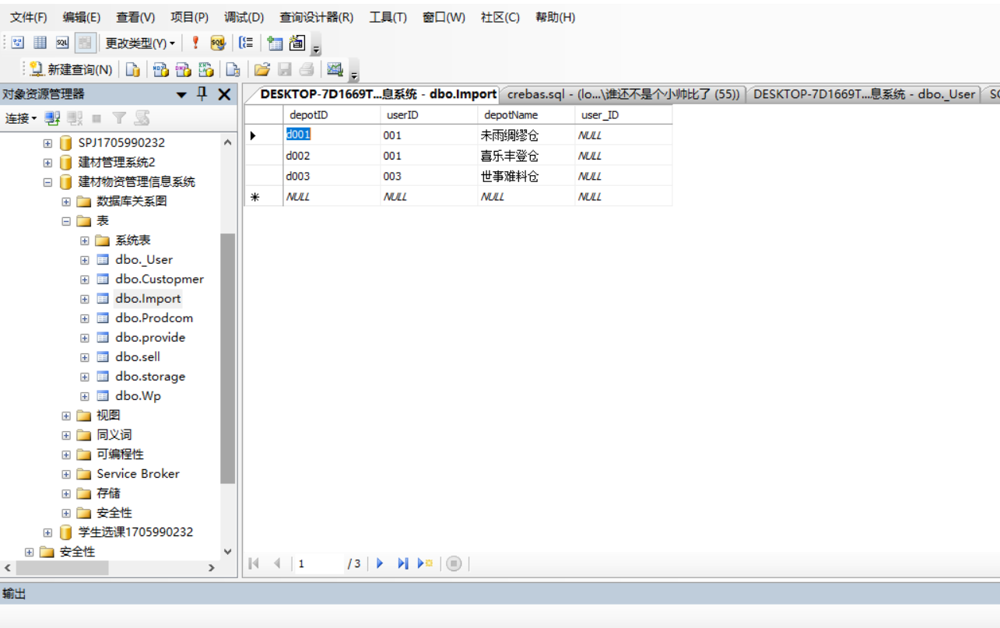 文件(F) 编辑(E) 查看(V) 项目(P) 调试(D) 查询设计器(R) 工具(T) 窗口(W) 社区(C) 帮助(H)
更改类型(Y)
新建查询(N)
对象资源管理器
DESKTOP-7D1669T...息系统 - dbo.Import
crebas.sql - (lo...\谁还不是个小帅比了 (55))
DESKTOP-7D1669T...息系统 - dbo._User
连接
SPJ1705990232
建材管理系统2
建材物资管理信息系统
数据库关系图
表
系统表
dbo._User
dbo.Custopmer
dbo.Import
dbo.Prodcom
dbo.provide
dbo.sell
dbo.storage
dbo.Wp
视图
同义词
可编程性
Service Broker
存储
安全性
学生选课1705990232
安全性
depotID userID depotName user_ID
d001 001 未雨绸缪仓 NULL
d002 001 喜乐丰登仓 NULL
d003 003 世事难料仓 NULL
NULL NULL NULL NULL
1 / 3
输出